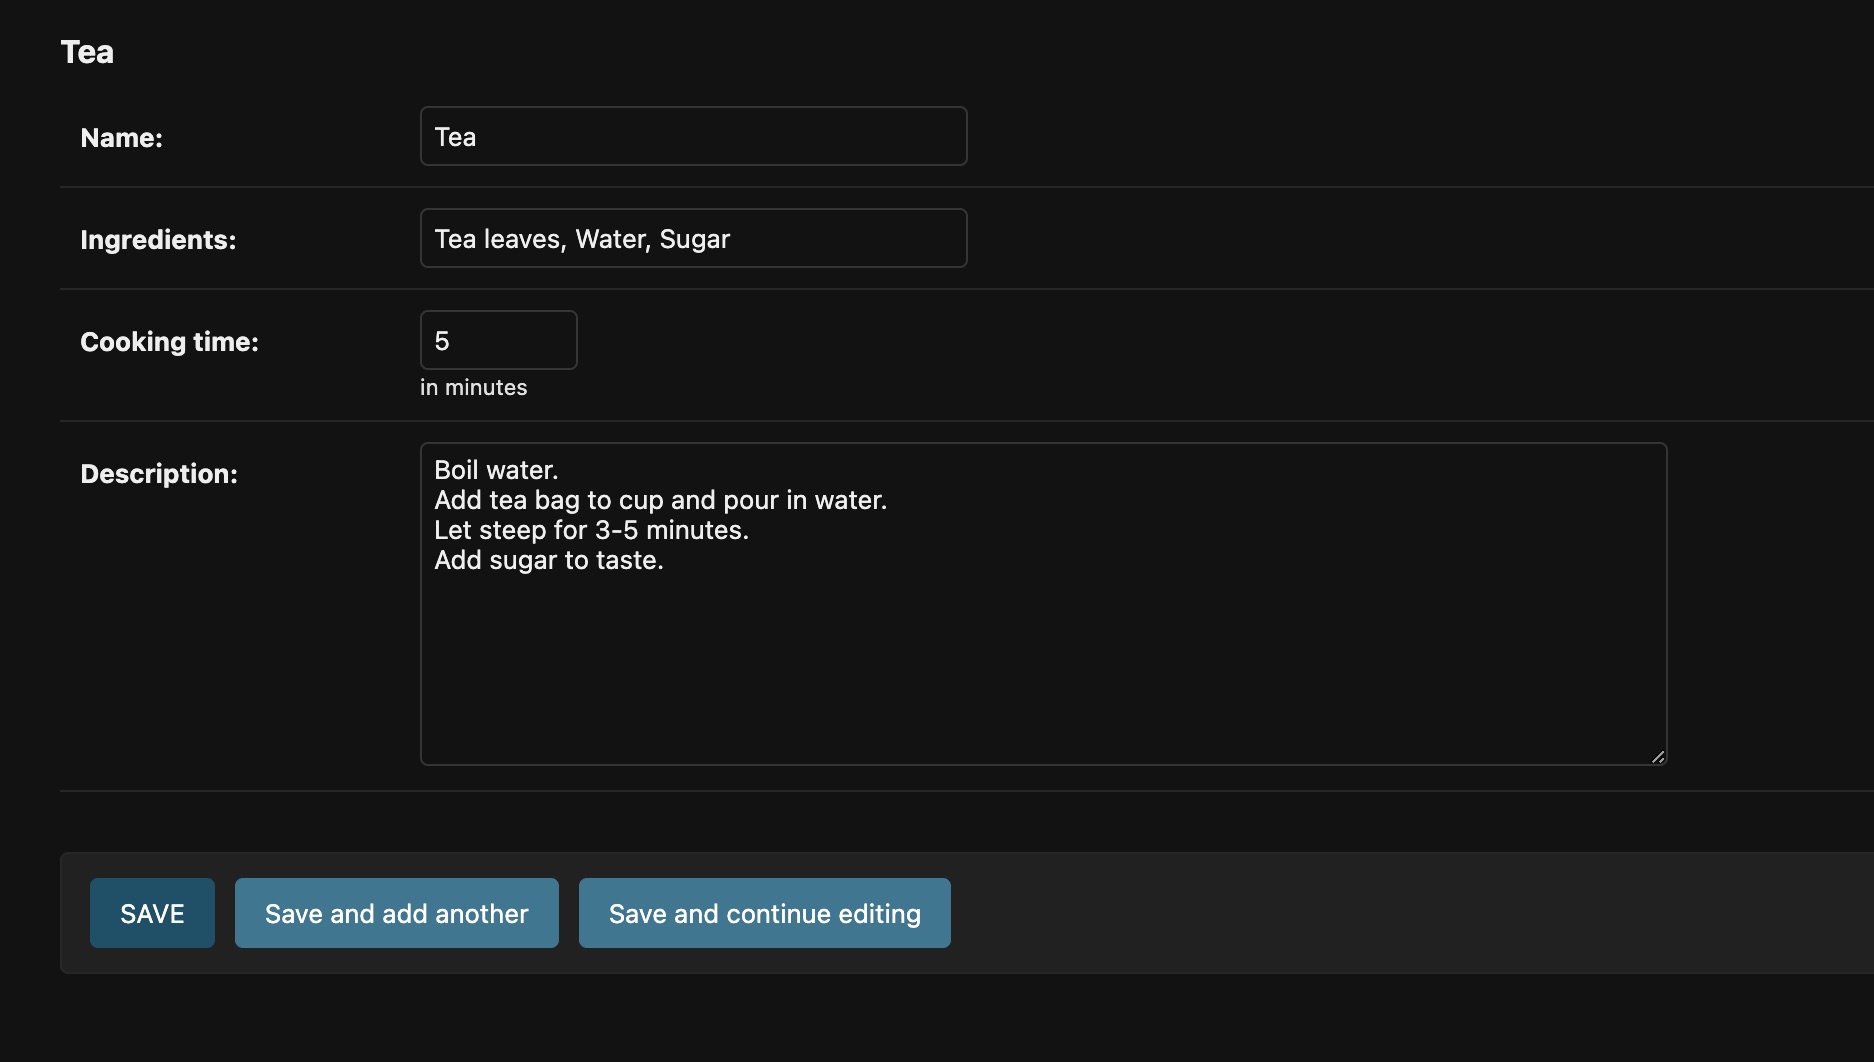 Tea
Name:
Tea
Ingredients:
Tea leaves, Water, Sugar
Cooking time:
5
in minutes
Description:
Boil water.
Add tea bag to cup and pour in water.
Let steep for 3-5 minutes.
Add sugar to taste.
SAVE
Save and add another
Save and continue editing